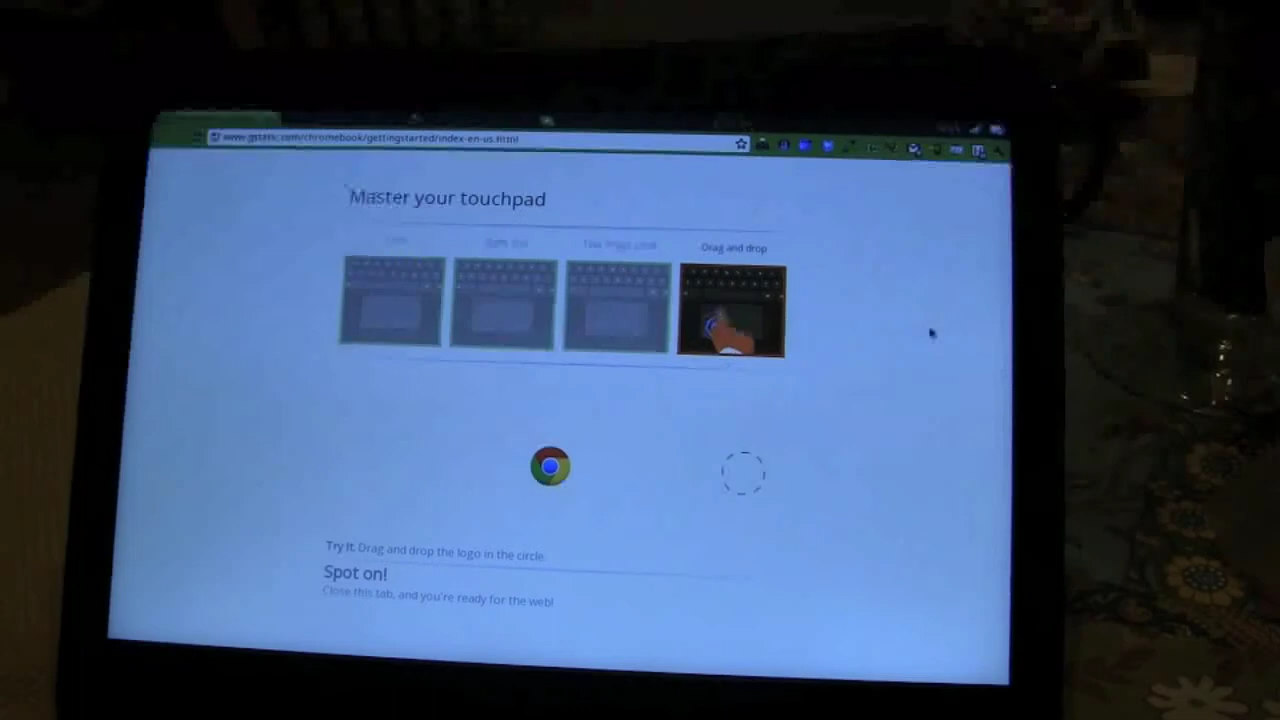 www.gstatic.com/chromebook/gettingstarted/index-en-us.html
Master your touchpad
Drag and drop
Try it. Drag and drop the logo in the circle.
Spot on!
Close this tab, and you're ready for the web!